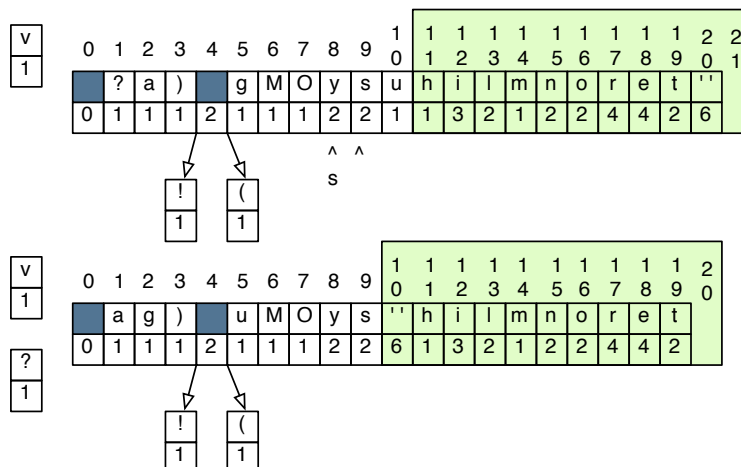 v
1
0 1 2 3 4 5 6 7 8 9 10 11 12 13 14 15 16 17 18 19 20 21
? a ) g M O y s u h i l m n o r e t ' '
0 1 1 1 2 1 1 1 2 2 1 1 3 2 1 2 2 4 4 2 6
^ ^
s
! (
1 1
v
1
0 1 2 3 4 5 6 7 8 9 10 11 12 13 14 15 16 17 18 19 20
a g ) u M O y s ' ' h i l m n o r e t
0 1 1 1 2 1 1 1 2 2 6 1 3 2 1 2 2 4 4 2
?
1
! (
1 1